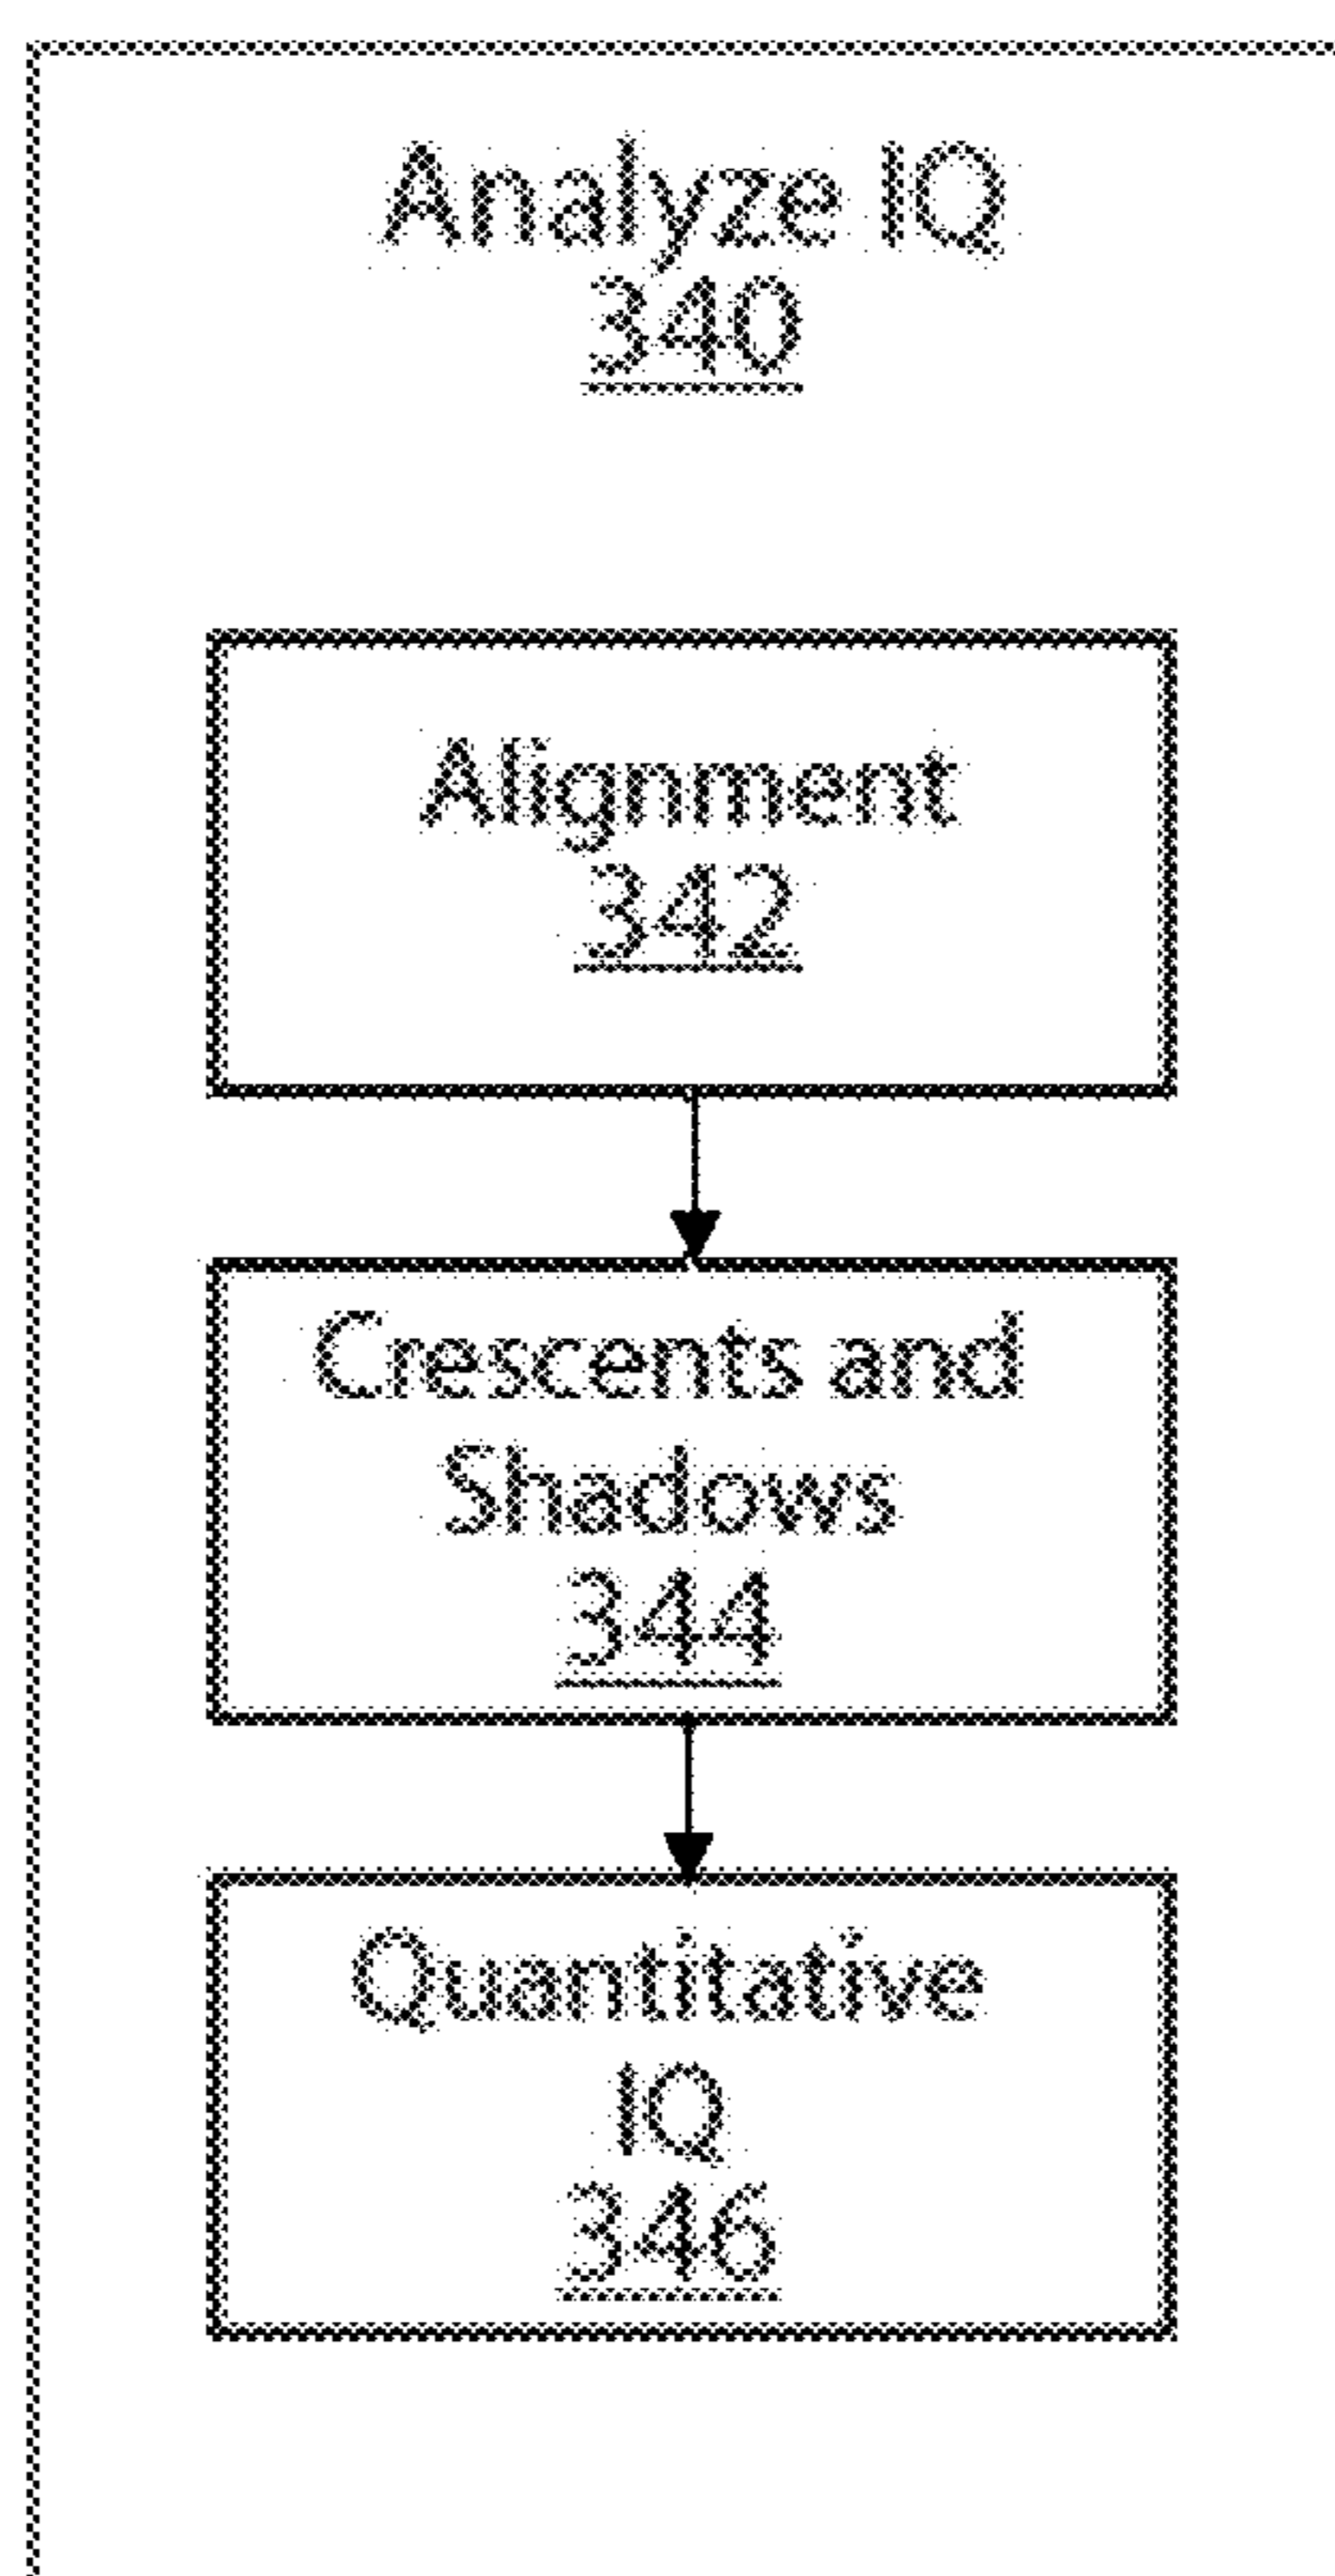 Analyze IQ
340
Alignment
342
Crescents and
Shadows
344
Quantitative
IQ
346